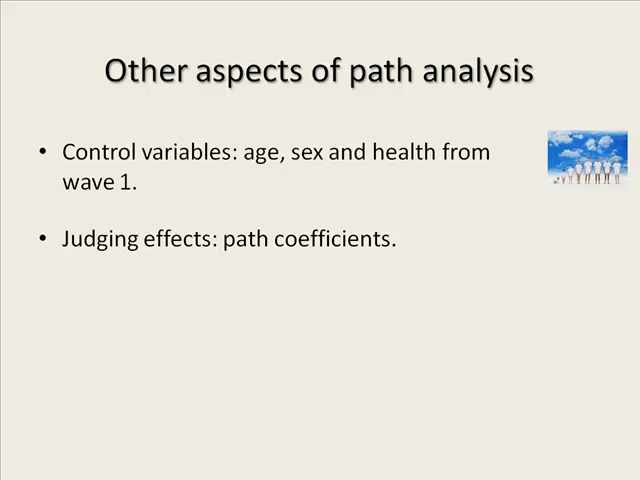 Other aspects of path analysis
• Control variables: age, sex and health from
wave 1.
• Judging effects: path coefficients.